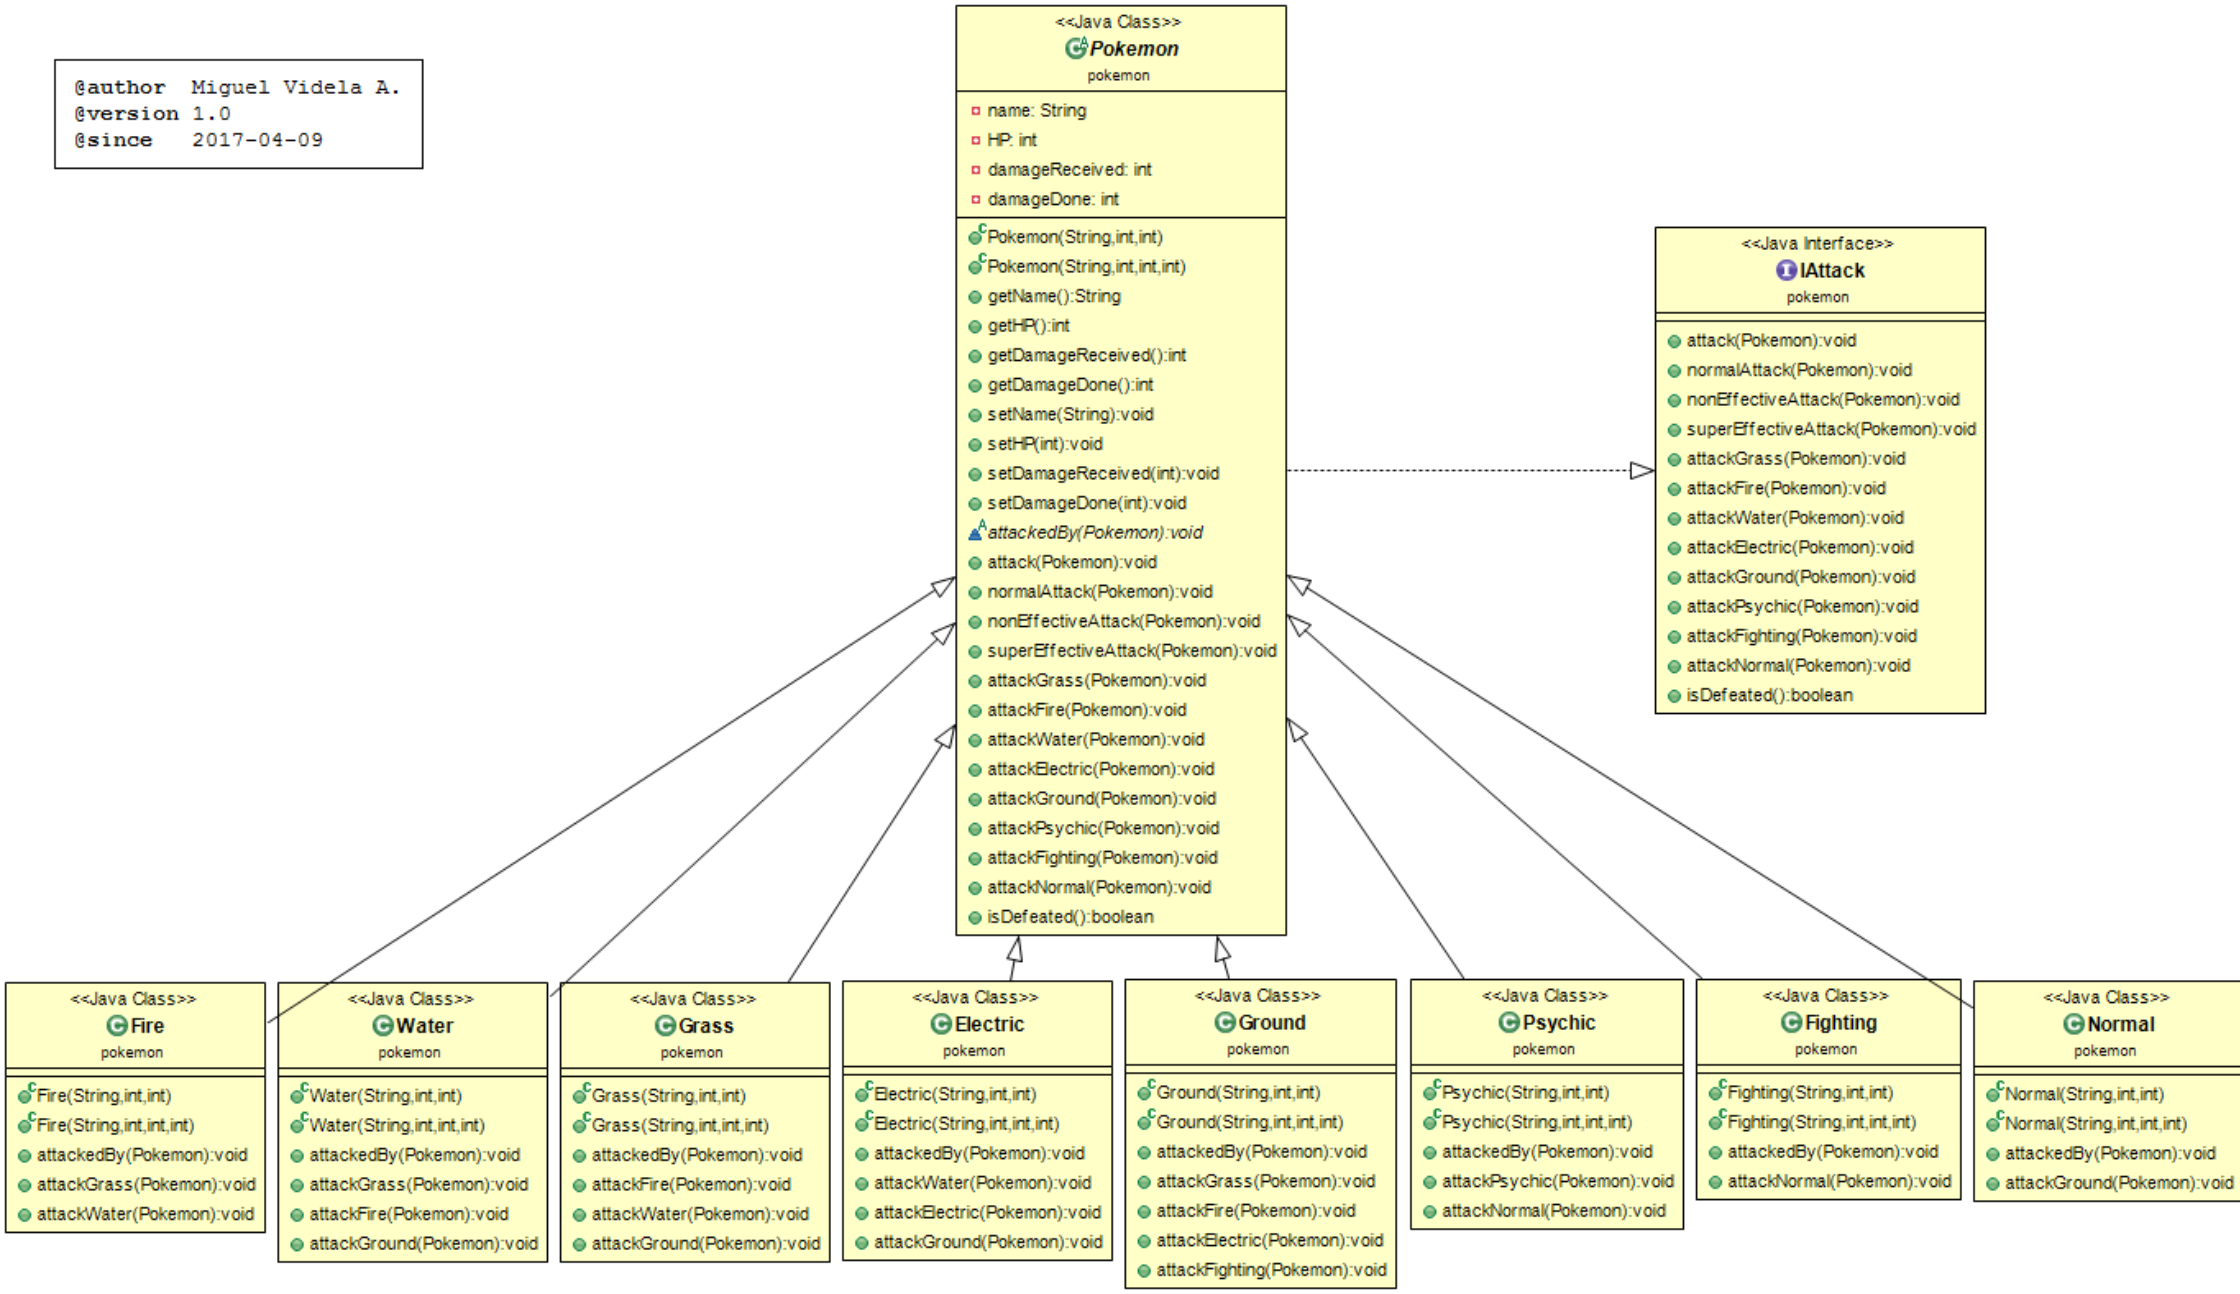 @author Miguel Videla A.
@version 1.0
@since 2017-04-09
<<Java Class>>
Pokemon
pokemon
name: String
HP: int
damageReceived: int
damageDone: int
Pokemon(String,int,int)
Pokemon(String,int,int,int)
getName():String
getHP():int
getDamageReceived():int
getDamageDone():int
setName(String):void
setHP(int):void
setDamageReceived(int):void
setDamageDone(int):void
attackedBy(Pokemon):void
attack(Pokemon):void
normalAttack(Pokemon):void
nonEffectiveAttack(Pokemon):void
superEffectiveAttack(Pokemon):void
attackGrass(Pokemon):void
attackFire(Pokemon):void
attackWater(Pokemon):void
attackElectric(Pokemon):void
attackGround(Pokemon):void
attackPsychic(Pokemon):void
attackFighting(Pokemon):void
attackNormal(Pokemon):void
isDefeated():boolean
<<Java Interface>>
IAttack
pokemon
attack(Pokemon):void
normalAttack(Pokemon):void
nonEffectiveAttack(Pokemon):void
superEffectiveAttack(Pokemon):void
attackGrass(Pokemon):void
attackFire(Pokemon):void
attackWater(Pokemon):void
attackElectric(Pokemon):void
attackGround(Pokemon):void
attackPsychic(Pokemon):void
attackFighting(Pokemon):void
attackNormal(Pokemon):void
isDefeated():boolean
<<Java Class>>
Fire
pokemon
Fire(String,int,int)
Fire(String,int,int,int)
attackedBy(Pokemon):void
attackGrass(Pokemon):void
attackWater(Pokemon):void
<<Java Class>>
Water
pokemon
Water(String,int,int)
Water(String,int,int,int)
attackedBy(Pokemon):void
attackGrass(Pokemon):void
attackFire(Pokemon):void
attackGround(Pokemon):void
<<Java Class>>
Grass
pokemon
Grass(String,int,int)
Grass(String,int,int,int)
attackedBy(Pokemon):void
attackFire(Pokemon):void
attackWater(Pokemon):void
attackGround(Pokemon):void
<<Java Class>>
Electric
pokemon
Electric(String,int,int)
Electric(String,int,int,int)
attackedBy(Pokemon):void
attackWater(Pokemon):void
attackElectric(Pokemon):void
attackGround(Pokemon):void
<<Java Class>>
Ground
pokemon
Ground(String,int,int)
Ground(String,int,int,int)
attackedBy(Pokemon):void
attackGrass(Pokemon):void
attackFire(Pokemon):void
attackElectric(Pokemon):void
attackFighting(Pokemon):void
<<Java Class>>
Psychic
pokemon
Psychic(String,int,int)
Psychic(String,int,int,int)
attackedBy(Pokemon):void
attackPsychic(Pokemon):void
attackNormal(Pokemon):void
<<Java Class>>
Fighting
pokemon
Fighting(String,int,int)
Fighting(String,int,int,int)
attackedBy(Pokemon):void
attackNormal(Pokemon):void
<<Java Class>>
Normal
pokemon
Normal(String,int,int)
Normal(String,int,int,int)
attackedBy(Pokemon):void
attackGround(Pokemon):void